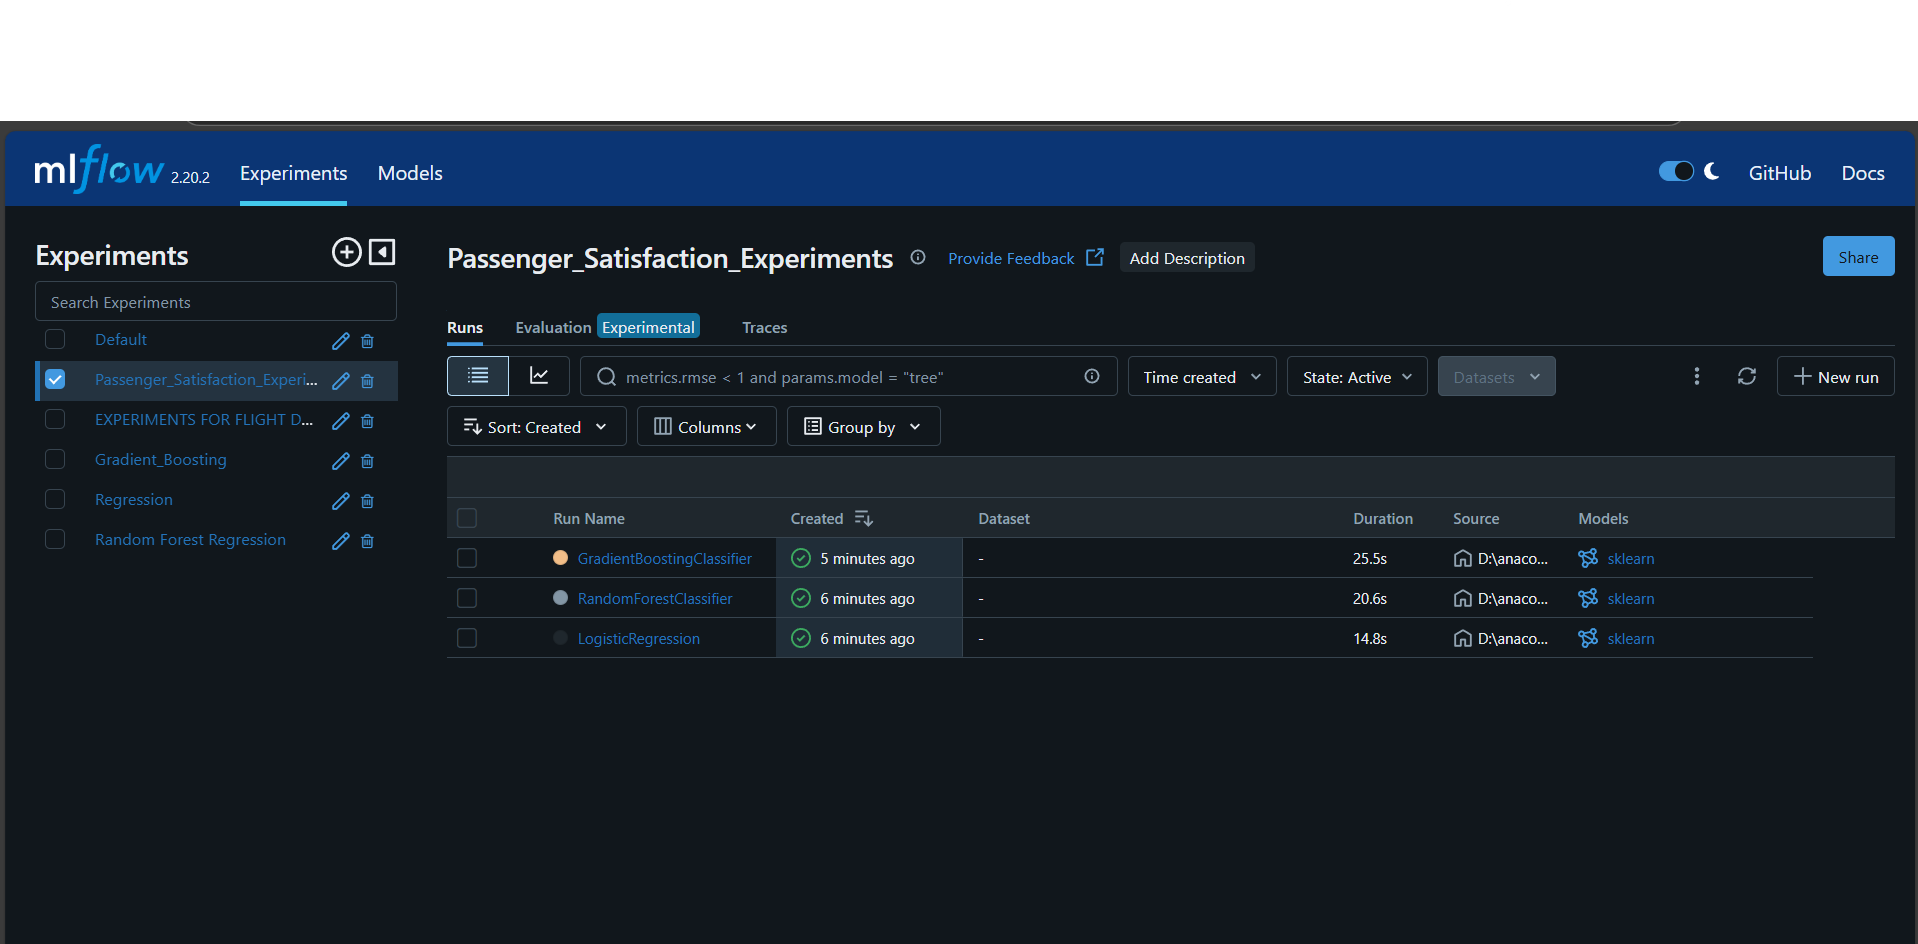 mlflow 2.20.2 Experiments Models GitHub Docs
Experiments
Search Experiments
Default
Passenger_Satisfaction_Experi...
EXPERIMENTS FOR FLIGHT D...
Gradient_Boosting
Regression
Random Forest Regression
Passenger_Satisfaction_Experiments Provide Feedback Add Description Share
Runs Evaluation Experimental Traces
metrics.rmse < 1 and params.model = "tree" Time created State: Active Datasets New run
Sort: Created Columns Group by
Run Name Created Dataset Duration Source Models
GradientBoostingClassifier 5 minutes ago - 25.5s D:\anaco... sklearn
RandomForestClassifier 6 minutes ago - 20.6s D:\anaco... sklearn
LogisticRegression 6 minutes ago - 14.8s D:\anaco... sklearn